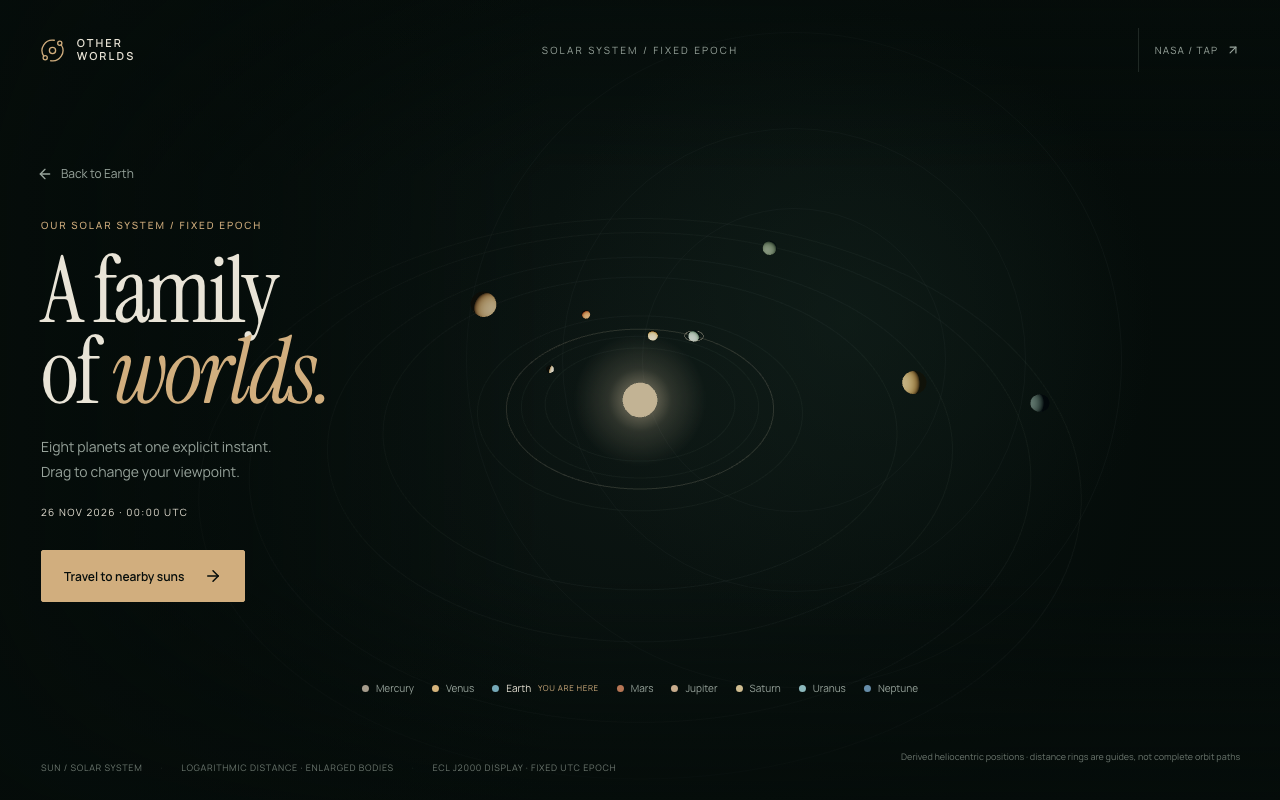 OTHER
WORLDS
SOLAR SYSTEM / FIXED EPOCH
NASA / TAP
Back to Earth
OUR SOLAR SYSTEM / FIXED EPOCH
A family
of worlds.
Eight planets at one explicit instant.
Drag to change your viewpoint.
26 NOV 2026 · 00:00 UTC
Travel to nearby suns
Mercury Venus Earth YOU ARE HERE Mars Jupiter Saturn Uranus Neptune
SUN / SOLAR SYSTEM
LOGARITHMIC DISTANCE · ENLARGED BODIES
ECL J2000 DISPLAY · FIXED UTC EPOCH
Derived heliocentric positions · distance rings are guides, not complete orbit paths